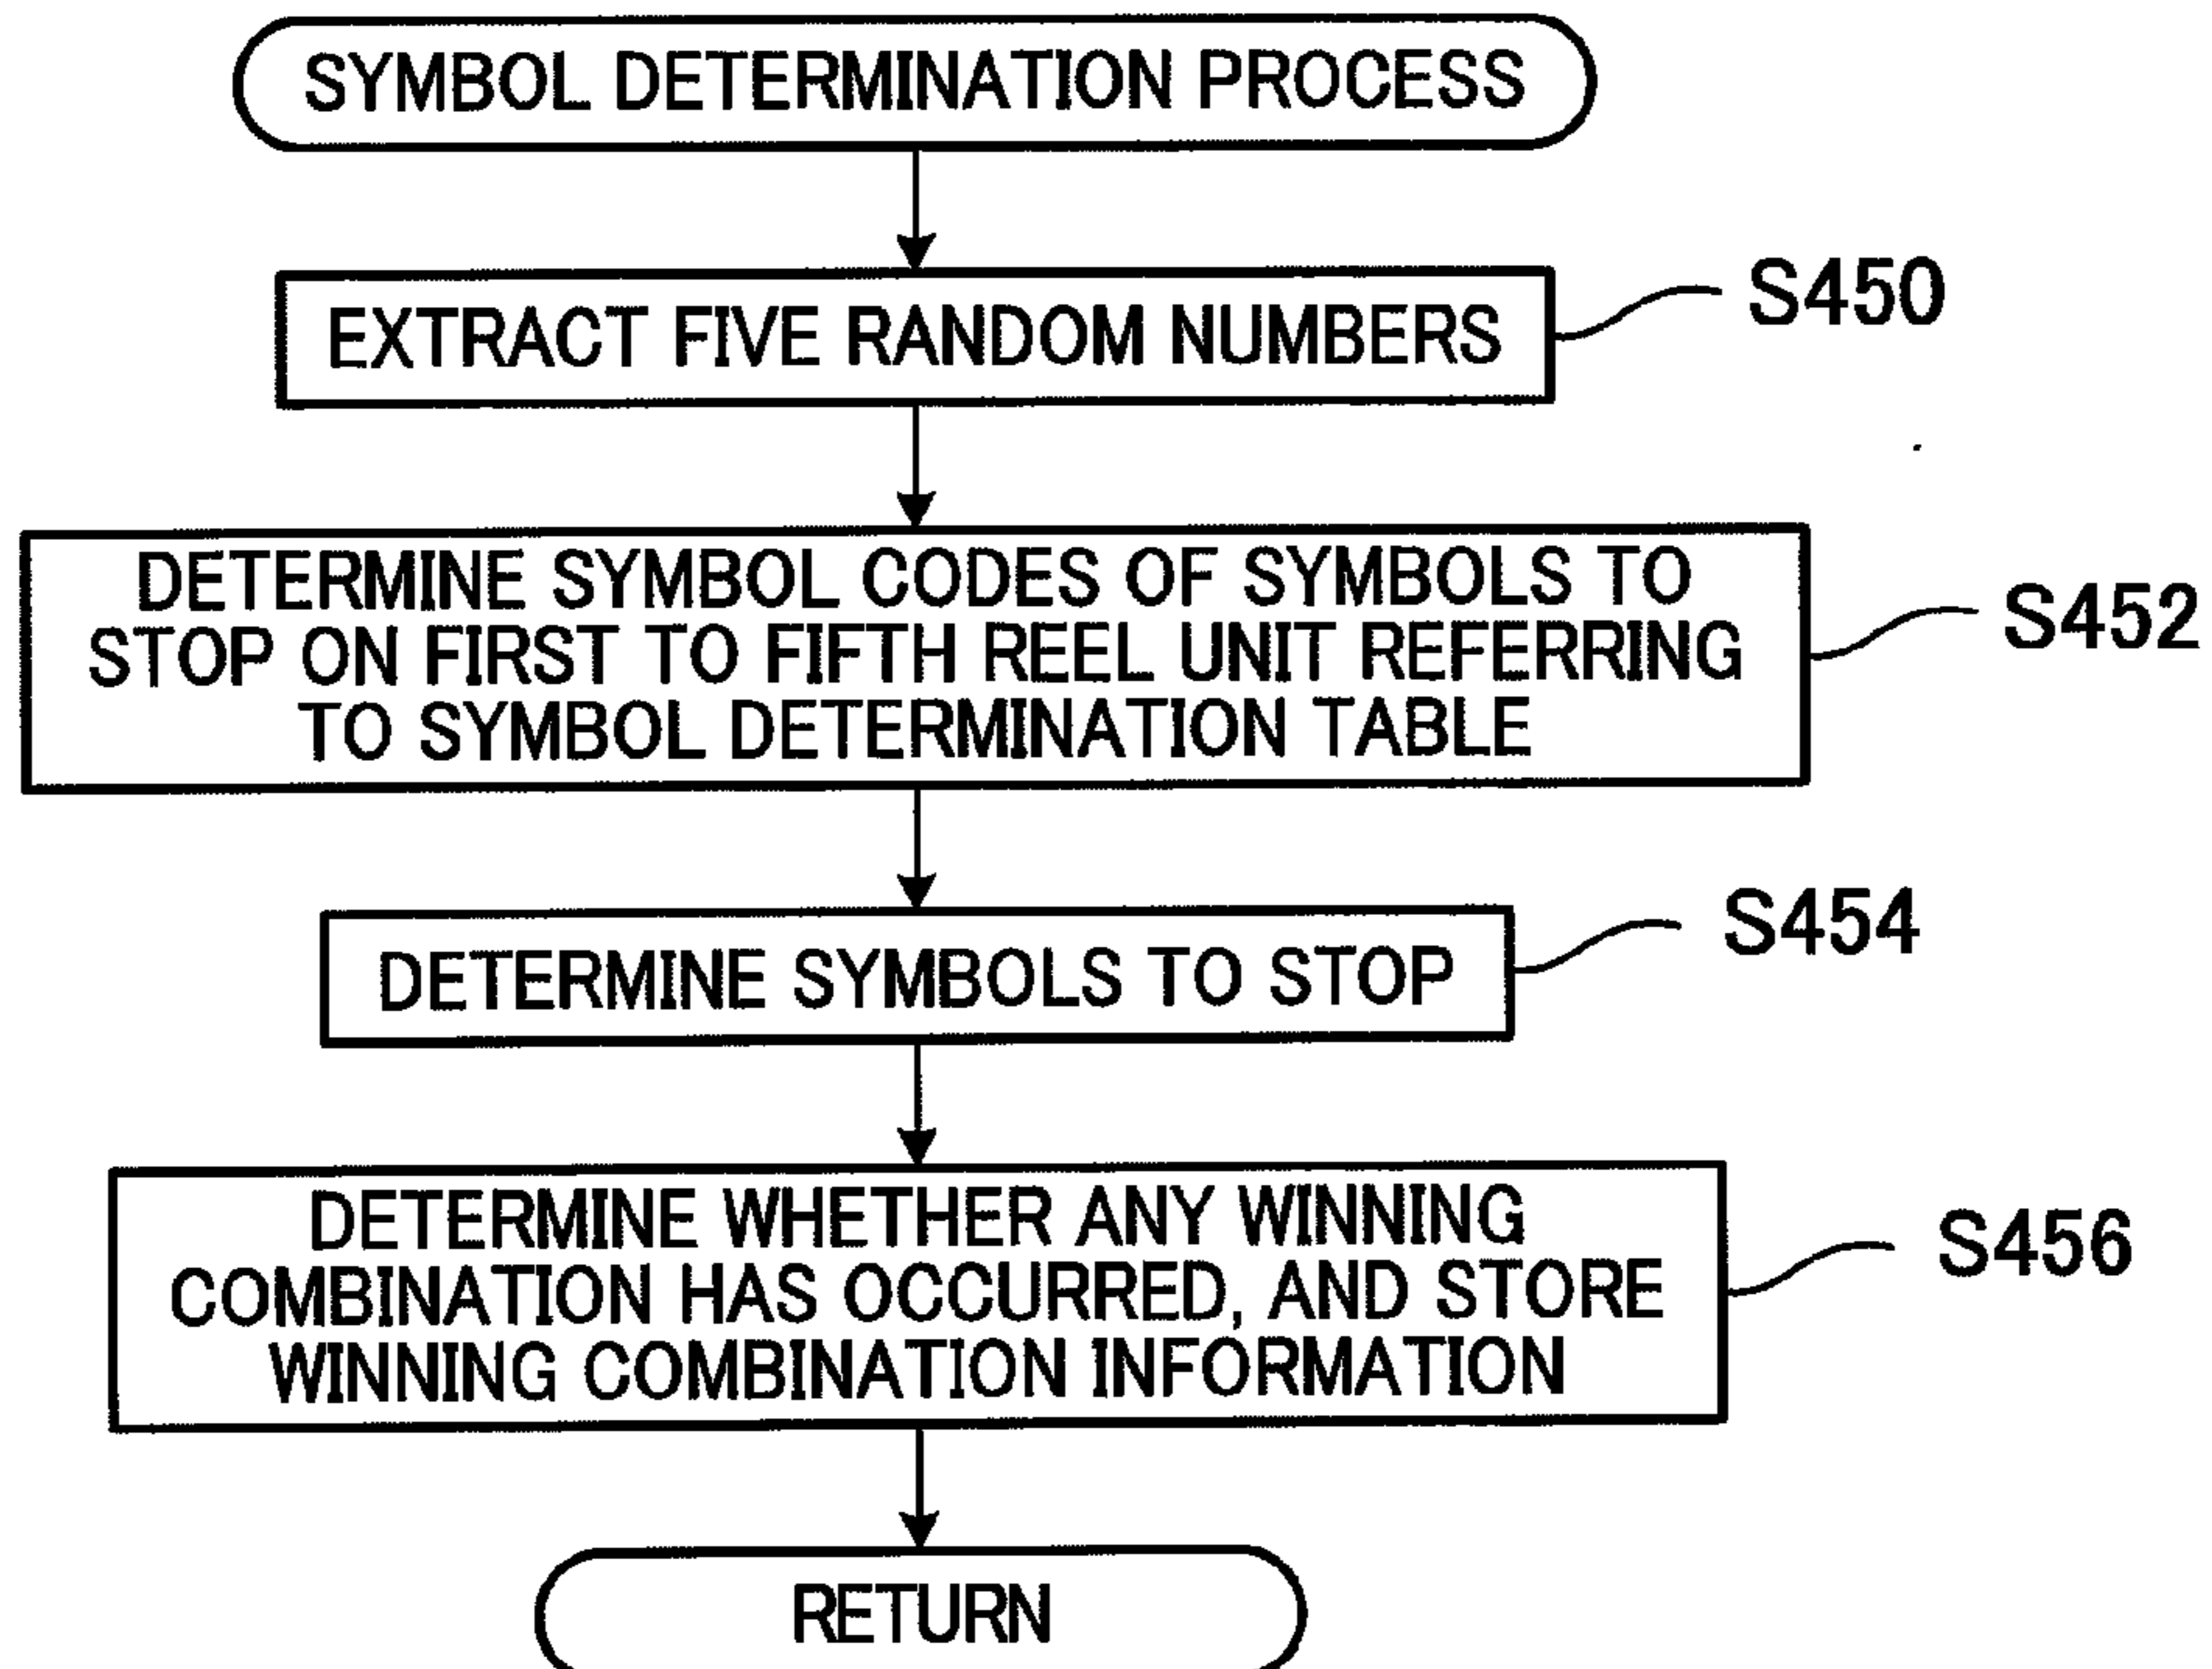 SYMBOL DETERMINATION PROCESS
EXTRACT FIVE RANDOM NUMBERS
S450
DETERMINE SYMBOL CODES OF SYMBOLS TO
STOP ON FIRST TO FIFTH REEL UNIT REFERRING
TO SYMBOL DETERMINATION TABLE
S452
DETERMINE SYMBOLS TO STOP
S454
DETERMINE WHETHER ANY WINNING
COMBINATION HAS OCCURRED, AND STORE
WINNING COMBINATION INFORMATION
S456
RETURN